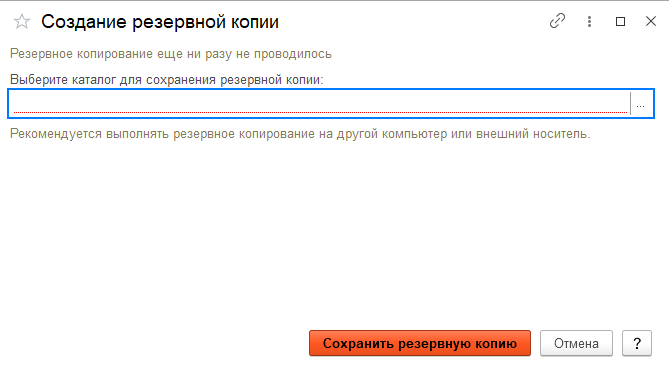 Создание резервной копии
Резервное копирование еще ни разу не проводилось
Выберите каталог для сохранения резервной копии:
...
Рекомендуется выполнять резервное копирование на другой компьютер или внешний носитель.
Сохранить резервную копию Отмена ?